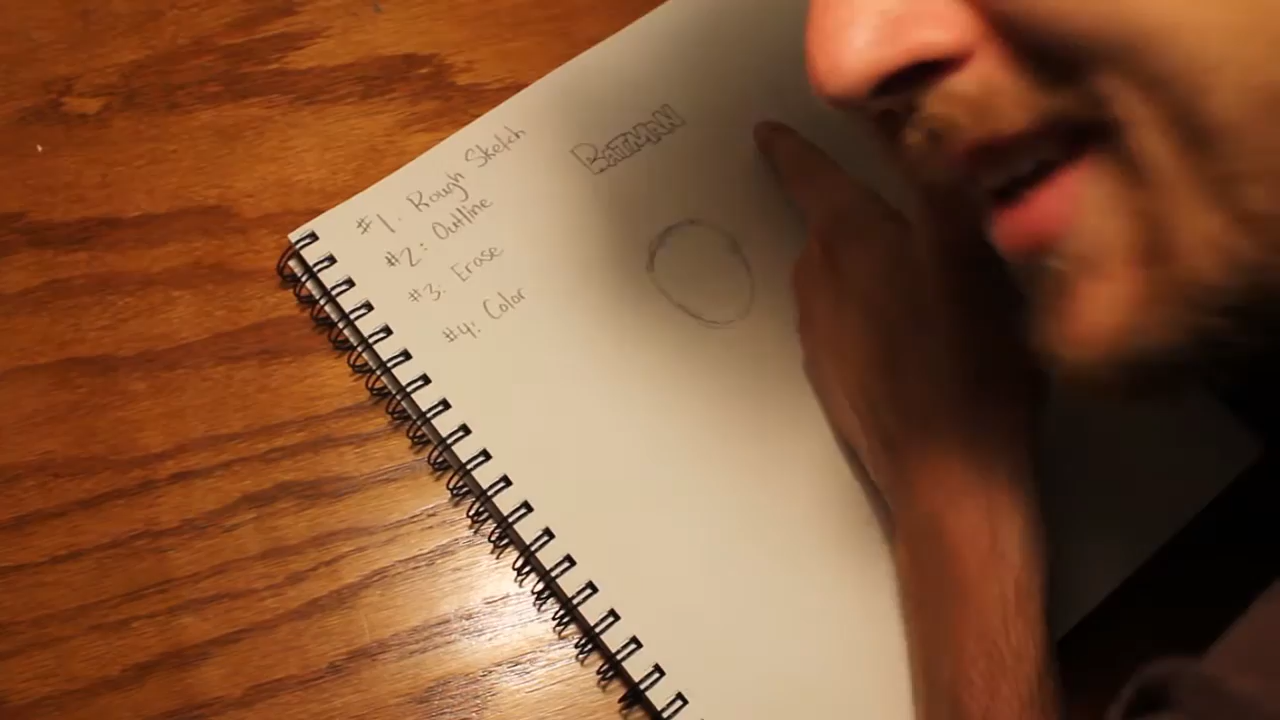 #1. Rough Sketch
#2: Outline
#3: Erase
#4: Color
BATMAN